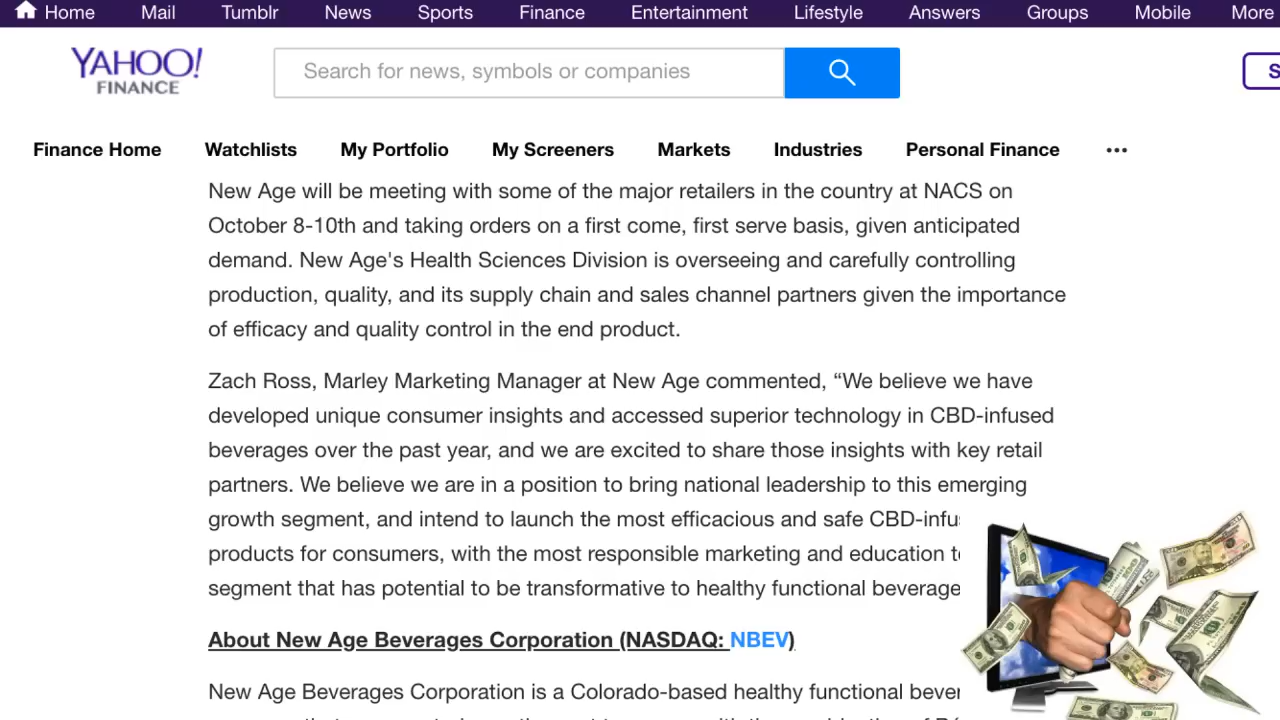 Home Mail Tumblr News Sports Finance Entertainment Lifestyle Answers Groups Mobile More
YAHOO!
FINANCE
Search for news, symbols or companies
S
Finance Home Watchlists My Portfolio My Screeners Markets Industries Personal Finance •••
New Age will be meeting with some of the major retailers in the country at NACS on
October 8-10th and taking orders on a first come, first serve basis, given anticipated
demand. New Age's Health Sciences Division is overseeing and carefully controlling
production, quality, and its supply chain and sales channel partners given the importance
of efficacy and quality control in the end product.
Zach Ross, Marley Marketing Manager at New Age commented, “We believe we have
developed unique consumer insights and accessed superior technology in CBD-infused
beverages over the past year, and we are excited to share those insights with key retail
partners. We believe we are in a position to bring national leadership to this emerging
growth segment, and intend to launch the most efficacious and safe CBD-infu
products for consumers, with the most responsible marketing and education
segment that has potential to be transformative to healthy functional beverage
About New Age Beverages Corporation (NASDAQ: NBEV)
New Age Beverages Corporation is a Colorado-based healthy functional bever